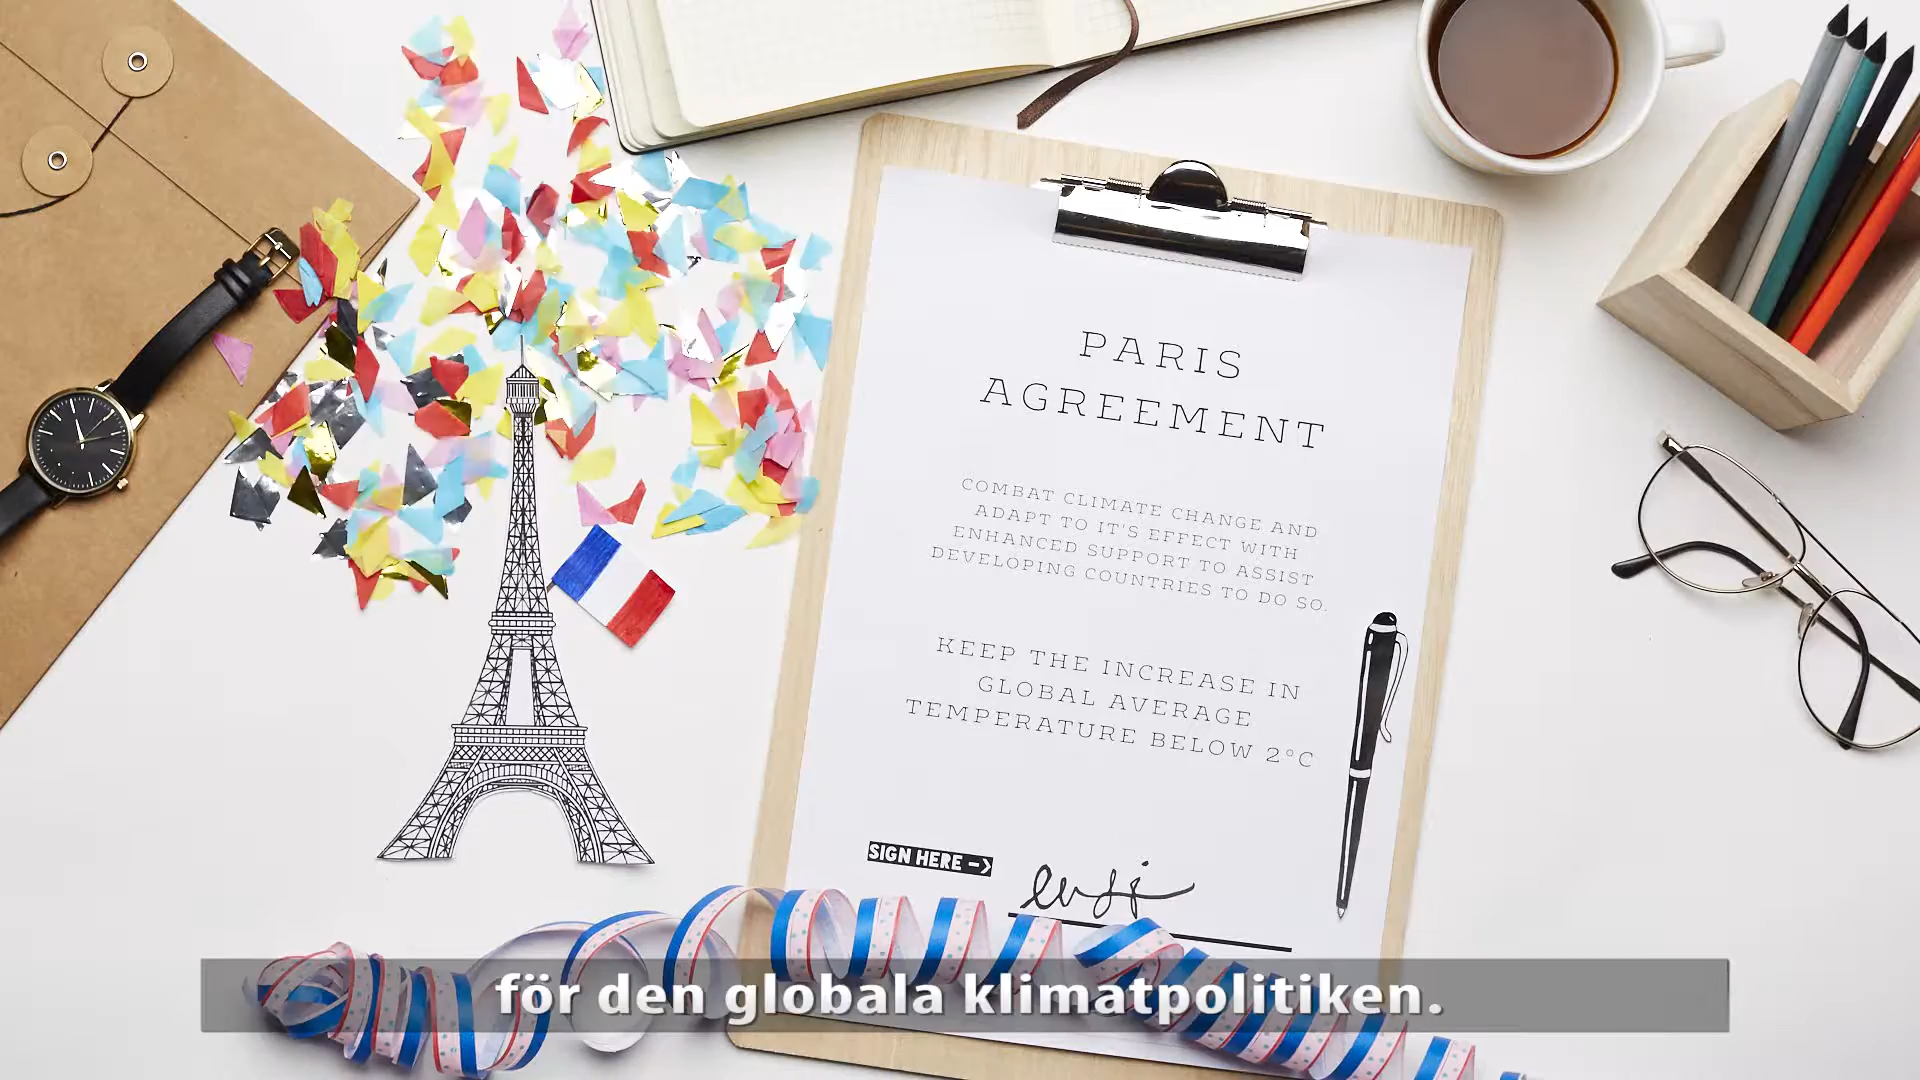 PARIS
AGREEMENT
COMBAT CLIMATE CHANGE AND
ADAPT TO IT'S EFFECT WITH
ENHANCED SUPPORT TO ASSIST
DEVELOPING COUNTRIES TO DO SO.
KEEP THE INCREASE IN
GLOBAL AVERAGE
TEMPERATURE BELOW 2°C
SIGN HERE ->
för den globala klimatpolitiken.